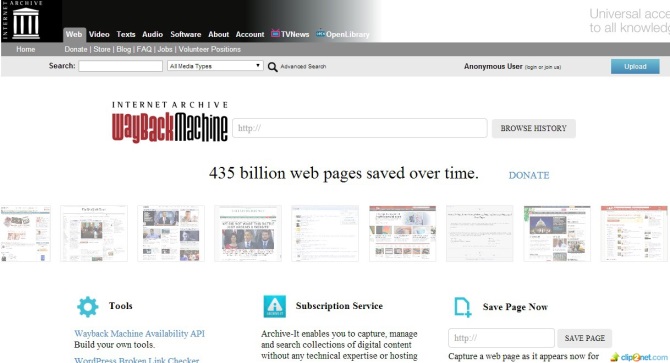 INTERNET ARCHIVE
Universal acce
to all knowledg
Web Video Texts Audio Software About Account TVNews OpenLibrary
Home Donate | Store | Blog | FAQ | Jobs | Volunteer Positions
Search: All Media Types Advanced Search Anonymous User (login or join us) Upload
INTERNET ARCHIVE
WayBackMachine http:// BROWSE HISTORY
435 billion web pages saved over time. DONATE
Tools
Wayback Machine Availability API
Build your own tools.
WordPress Broken Link Checker
Subscription Service
Archive-It enables you to capture, manage
and search collections of digital content
without any technical expertise or hosting
Save Page Now
http:// SAVE PAGE
Capture a web page as it appears now for
clip2net.com